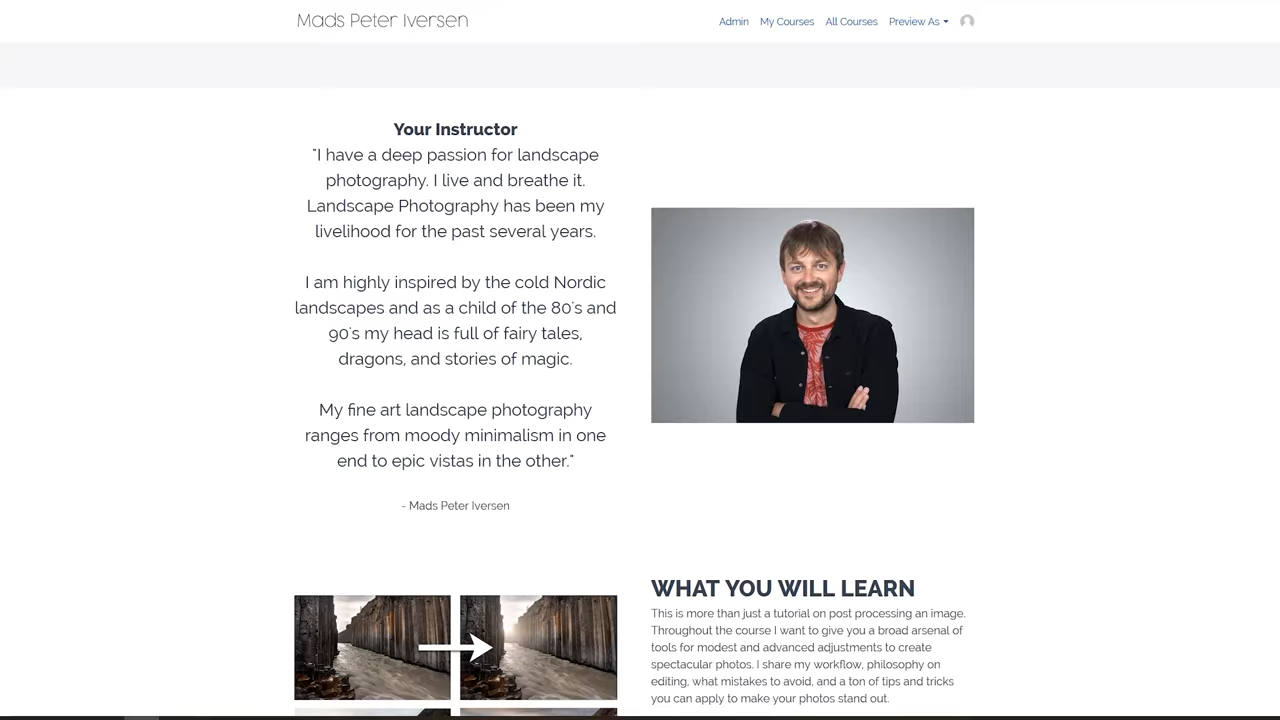 Mads Peter Iversen
Admin My Courses All Courses Preview As
Your Instructor
"I have a deep passion for landscape
photography. I live and breathe it.
Landscape Photography has been my
livelihood for the past several years.
I am highly inspired by the cold Nordic
landscapes and as a child of the 80's and
90's my head is full of fairy tales,
dragons, and stories of magic.
My fine art landscape photography
ranges from moody minimalism in one
end to epic vistas in the other."
- Mads Peter Iversen
WHAT YOU WILL LEARN
This is more than just a tutorial on post processing an image.
Throughout the course I want to give you a broad arsenal of
tools for modest and advanced adjustments to create
spectacular photos. I share my workflow, philosophy on
editing, what mistakes to avoid, and a ton of tips and tricks
you can apply to make your photos stand out.